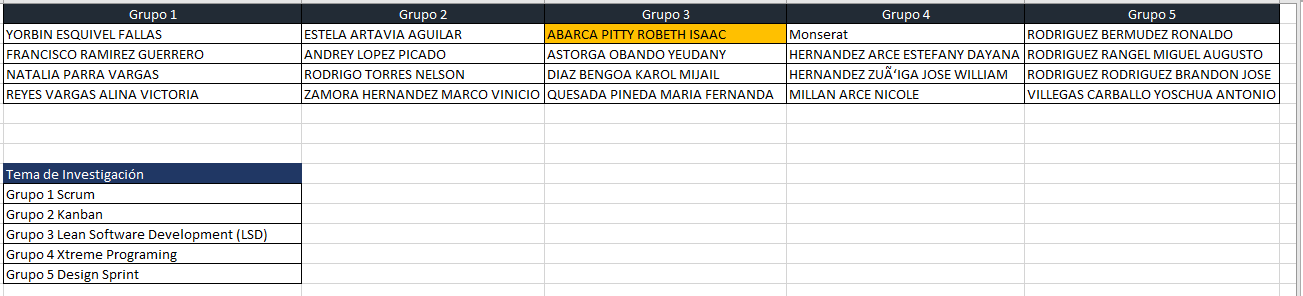 Grupo 1 Grupo 2 Grupo 3 Grupo 4 Grupo 5
YORBIN ESQUIVEL FALLAS ESTELA ARTAVIA AGUILAR ABARCA PITTY ROBETH ISAAC Monserat RODRIGUEZ BERMUDEZ RONALDO
FRANCISCO RAMIREZ GUERRERO ANDREY LOPEZ PICADO ASTORGA OBANDO YEUDANY HERNANDEZ ARCE ESTEFANY DAYANA RODRIGUEZ RANGEL MIGUEL AUGUSTO
NATALIA PARRA VARGAS RODRIGO TORRES NELSON DIAZ BENGOA KAROL MIJAIL HERNANDEZ ZUÑIGA JOSE WILLIAM RODRIGUEZ RODRIGUEZ BRANDON JOSE
REYES VARGAS ALINA VICTORIA ZAMORA HERNANDEZ MARCO VINICIO QUESADA PINEDA MARIA FERNANDA MILLAN ARCE NICOLE VILLEGAS CARBALLO YOSCHUA ANTONIO
Tema de Investigación
Grupo 1 Scrum
Grupo 2 Kanban
Grupo 3 Lean Software Development (LSD)
Grupo 4 Xtreme Programing
Grupo 5 Design Sprint